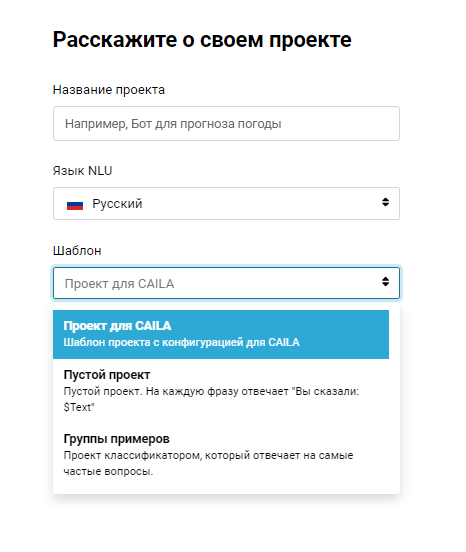 Расскажите о своем проекте
Название проекта
Например, Бот для прогноза погоды
Язык NLU
Русский
Шаблон
Проект для CAILA
Проект для CAILA
Шаблон проекта с конфигурацией для CAILA
Пустой проект
Пустой проект. На каждую фразу отвечает "Вы сказали:
$Text"
Группы примеров
Проект классификатором, который отвечает на самые
частые вопросы.